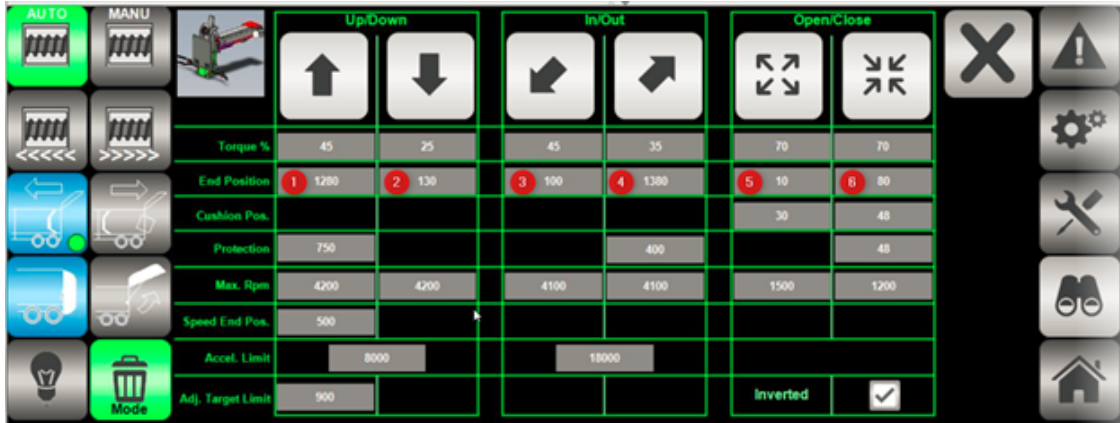 AUTO MANU Up/Down In/Out Open/Close
<<<<< >>>>> Torque % 45 25 45 35 70 70
End Position 1 1280 2 130 3 100 4 1380 5 10 6 80
Cushion Pos. 30 48
Protection 750 400 48
Max. Rpm 4200 4200 4100 4100 1500 1200
Speed End Pos. 500
Accel. Limit 8000 18000
Mode Adj. Target Limit 900 Inverted